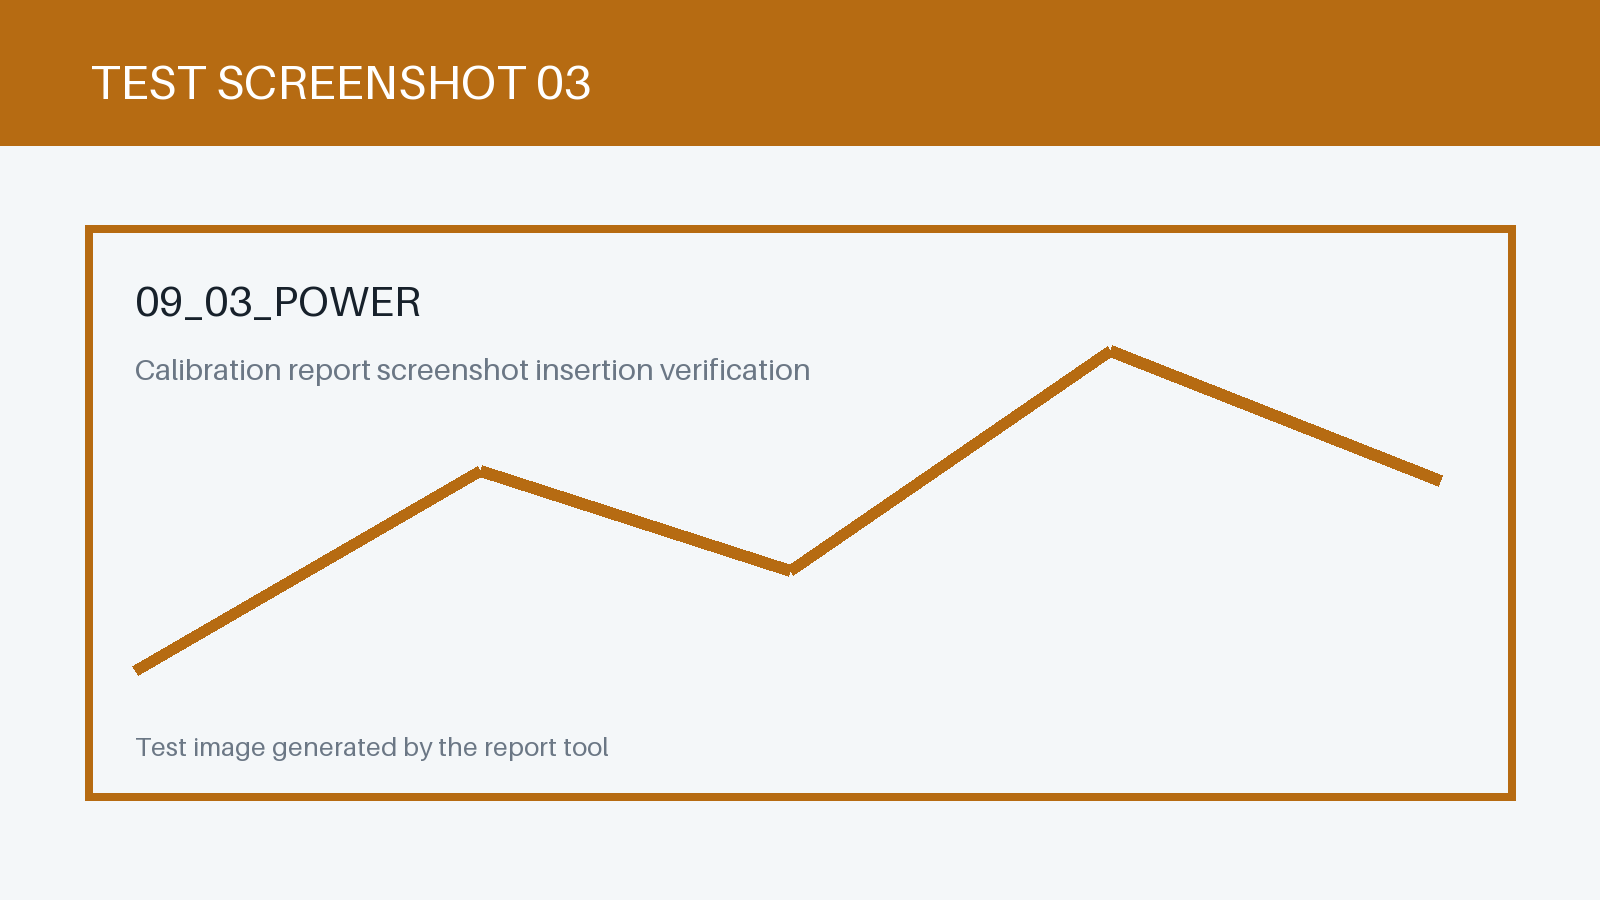 TEST SCREENSHOT 03
09_03_POWER
Calibration report screenshot insertion verification
Test image generated by the report tool